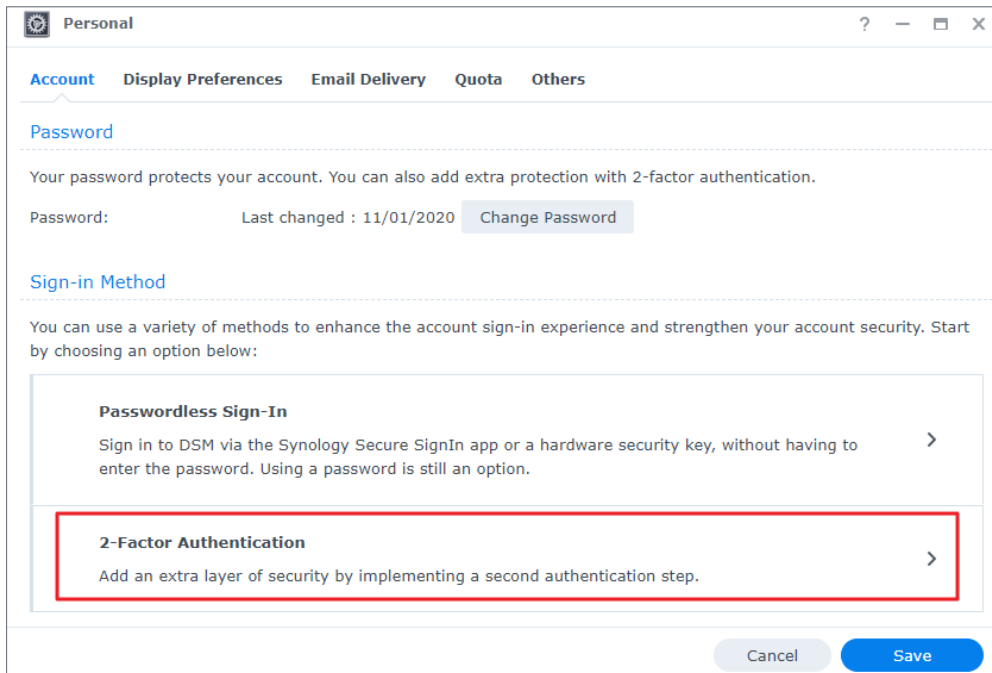 Personal
?
Account Display Preferences Email Delivery Quota Others
Password
Your password protects your account. You can also add extra protection with 2-factor authentication.
Password: Last changed : 11/01/2020 Change Password
Sign-in Method
You can use a variety of methods to enhance the account sign-in experience and strengthen your account security. Start
by choosing an option below:
Passwordless Sign-In
Sign in to DSM via the Synology Secure SignIn app or a hardware security key, without having to
enter the password. Using a password is still an option.
2-Factor Authentication
Add an extra layer of security by implementing a second authentication step.
Cancel Save